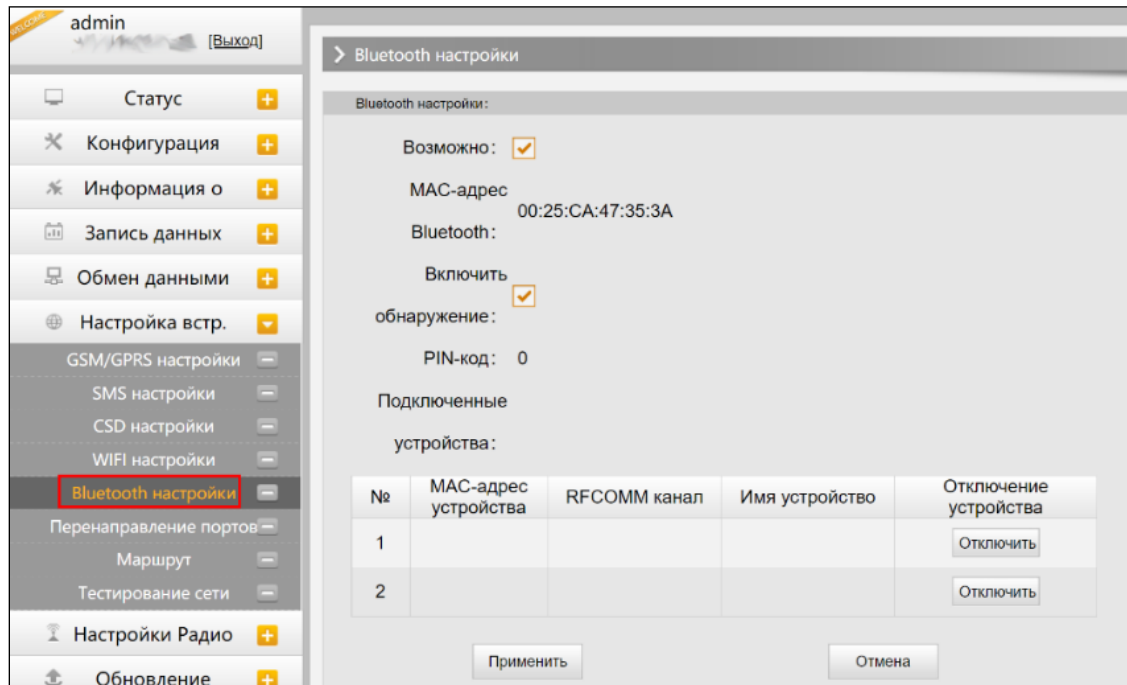 WELCOME
admin
[Выход]
Статус
Конфигурация
Информация о
Запись данных
Обмен данными
Настройка встр.
GSM/GPRS настройки
SMS настройки
CSD настройки
WIFI настройки
Bluetooth настройки
Перенаправление портов
Маршрут
Тестирование сети
Настройки Радио
Обновление
Bluetooth настройки
Bluetooth настройки:
Возможно:
MAC-адрес
Bluetooth:
00:25:CA:47:35:3A
Включить
обнаружение:
PIN-код: 0
Подключенные
устройства:
№ MAC-адрес устройства RFCOMM канал Имя устройство Отключение устройства
1 Отключить
2 Отключить
Применить Отмена